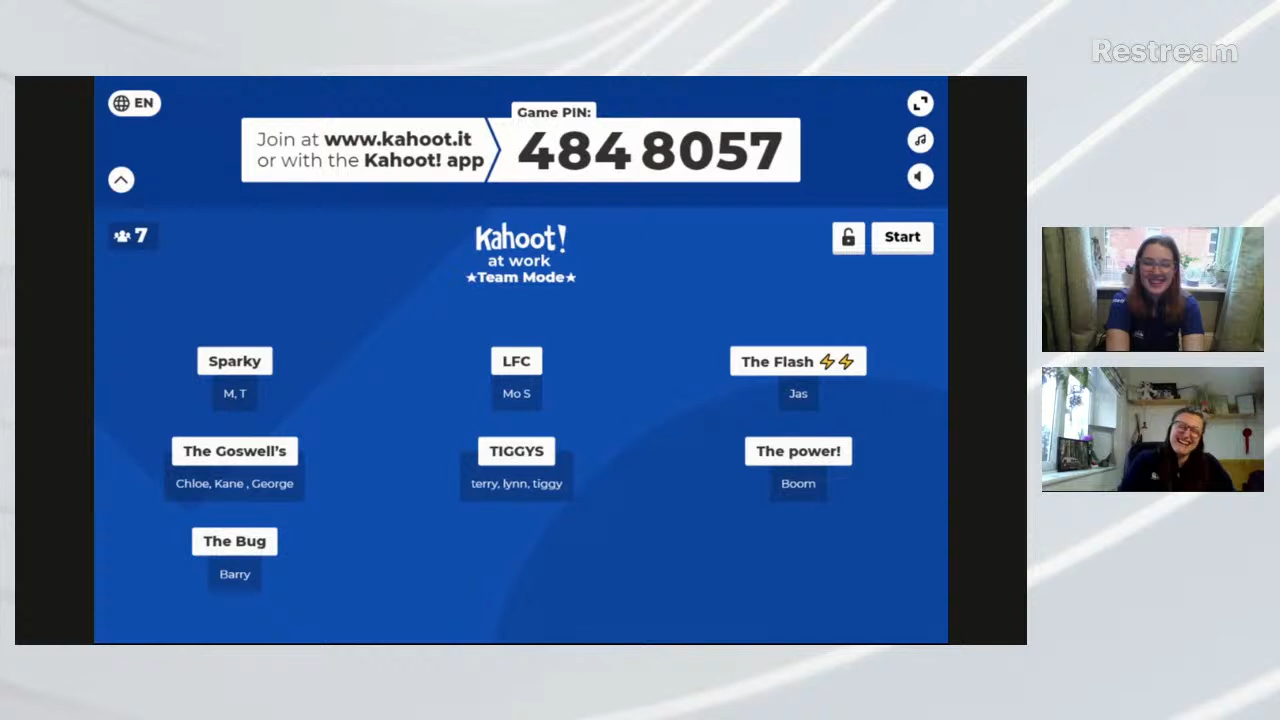 Restream
EN
Game PIN:
Join at www.kahoot.it
or with the Kahoot! app
484 8057
7
Kahoot!
at work
★Team Mode★
Start
Sparky
LFC
The Flash ⚡⚡
M, T
Mo S
Jas
The Goswell's
TIGGYS
The power!
Chloe, Kane , George
terry, lynn, tiggy
Boom
The Bug
Barry